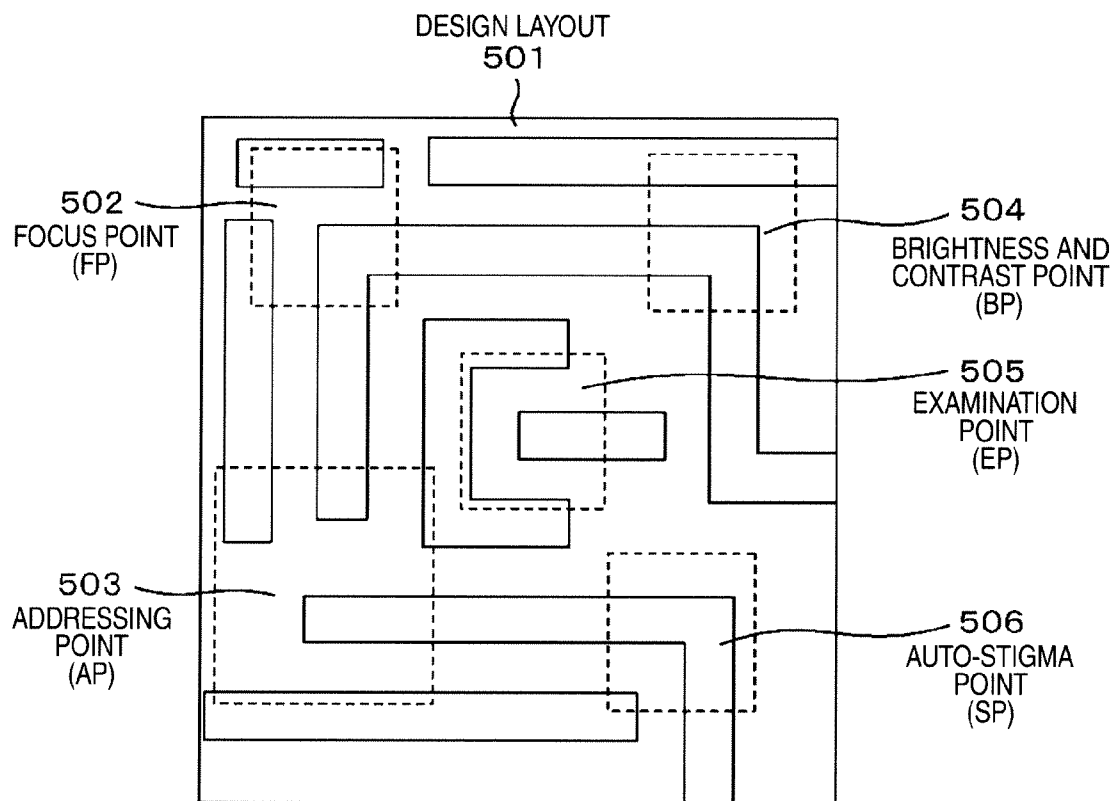 DESIGN LAYOUT
501
502
FOCUS POINT
(FP)
504
BRIGHTNESS AND
CONTRAST POINT
(BP)
505
EXAMINATION
POINT
(EP)
503
ADDRESSING
POINT
(AP)
506
AUTO-STIGMA
POINT
(SP)